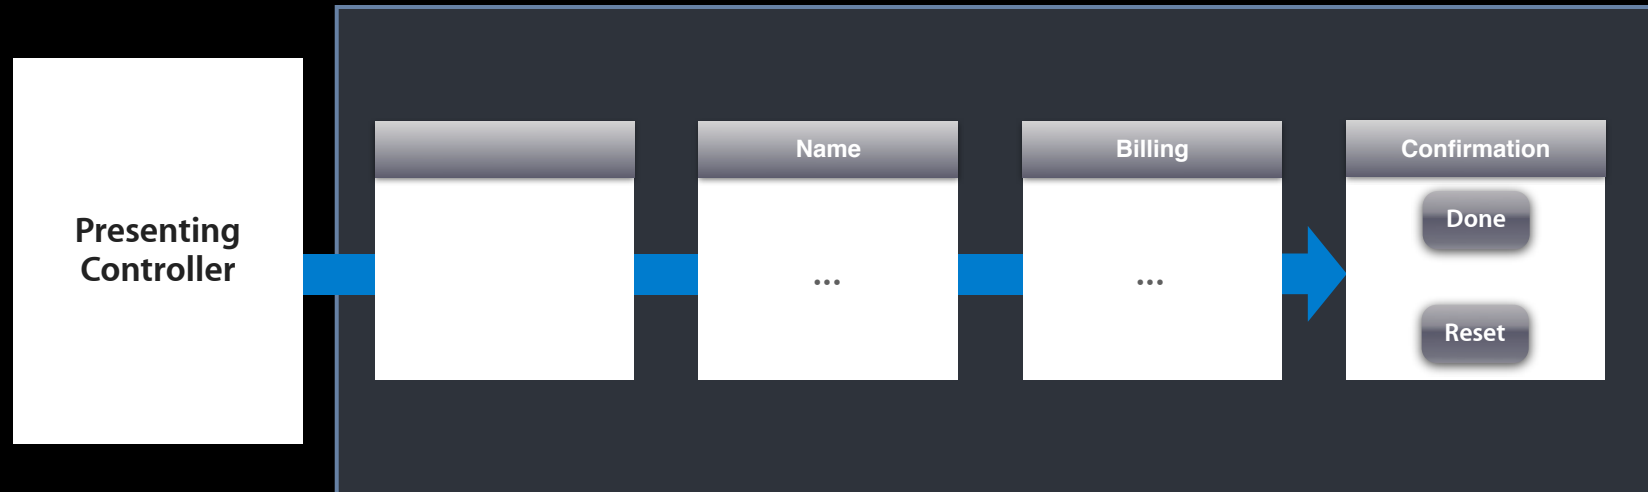 Presenting
Controller
Name
...
Billing
...
Confirmation
Done
Reset